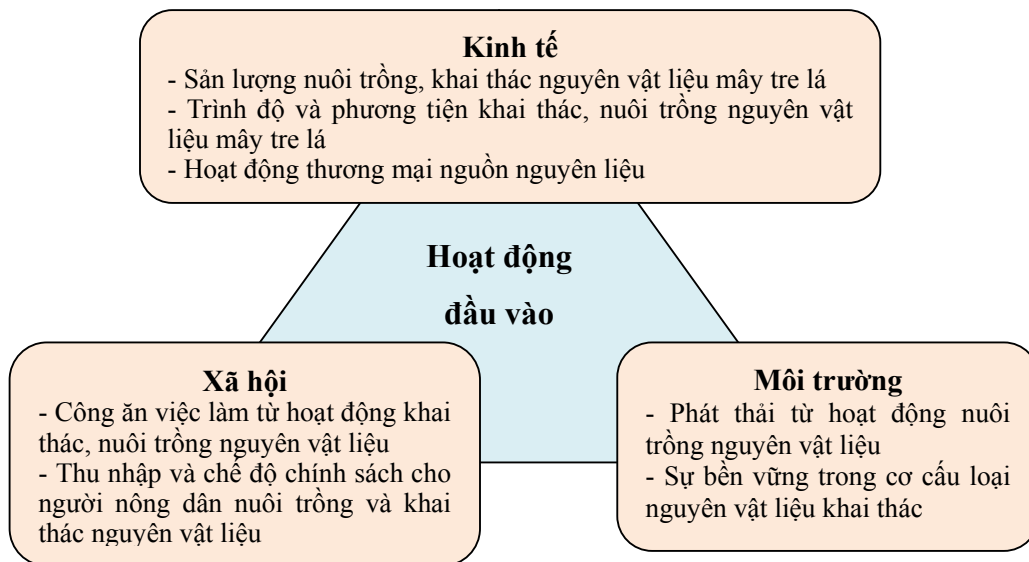 Kinh tế
- Sản lượng nuôi trồng, khai thác nguyên vật liệu mây tre lá
- Trình độ và phương tiện khai thác, nuôi trồng nguyên vật
liệu mây tre lá
- Hoạt động thương mại nguồn nguyên liệu
Hoạt động
đầu vào
Xã hội
- Công ăn việc làm từ hoạt động khai
thác, nuôi trồng nguyên vật liệu
- Thu nhập và chế độ chính sách cho
người nông dân nuôi trồng và khai
thác nguyên vật liệu
Môi trường
- Phát thải từ hoạt động nuôi
trồng nguyên vật liệu
- Sự bền vững trong cơ cấu loại
nguyên vật liệu khai thác